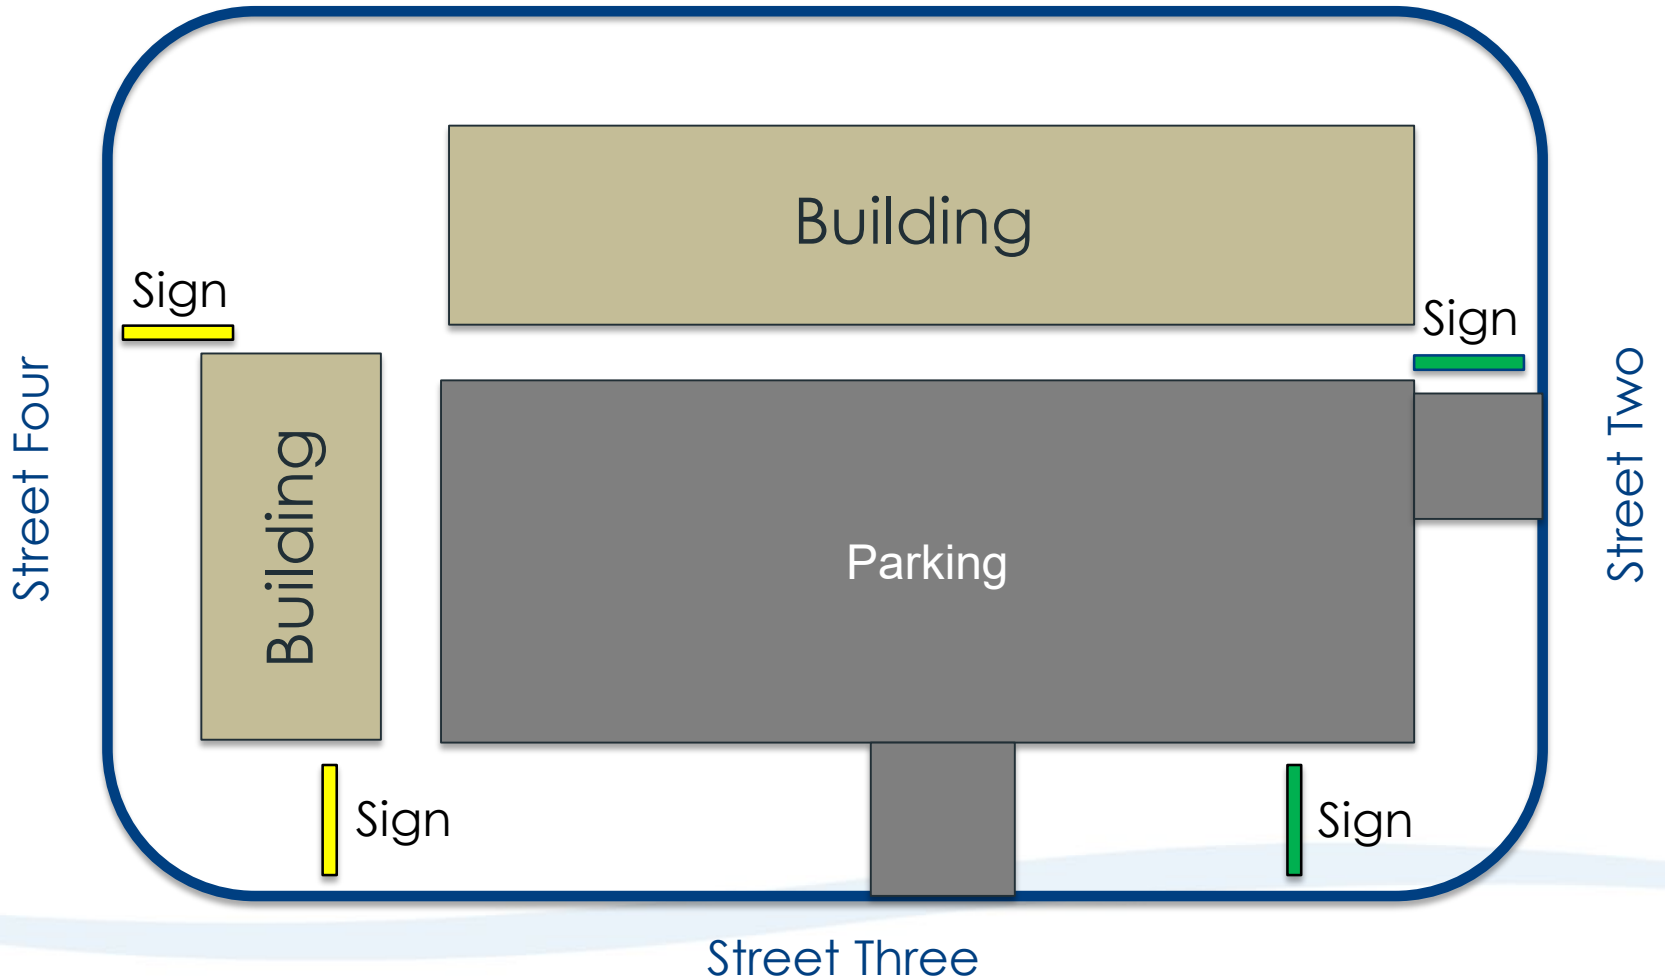 Building
Sign
Sign
Street Four
Street Two
Building
Parking
Sign
Sign
Street Three